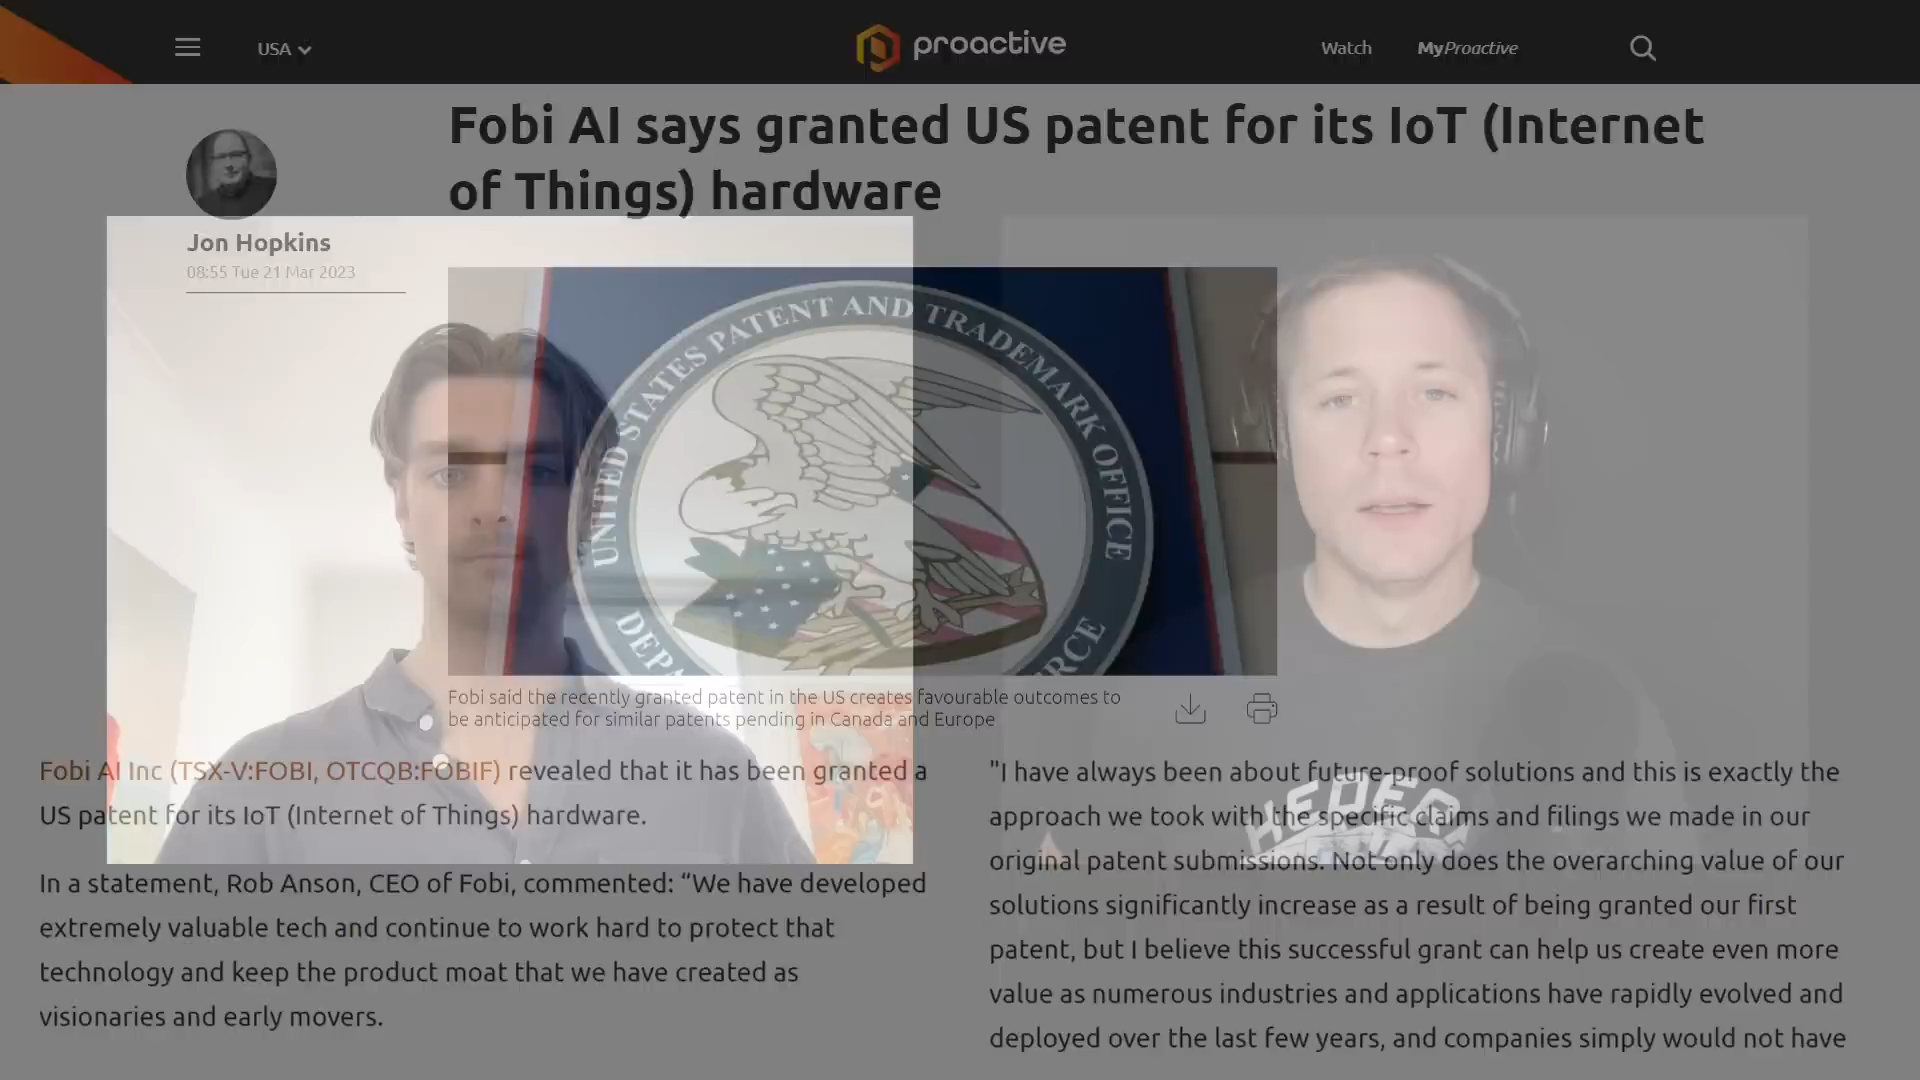 USA
proactive
Watch
MyProactive
Fobi AI says granted US patent for its IoT (Internet
of Things) hardware
Jon Hopkins
08:55 Tue 21 Mar 2023
UNITED STATES PATENT AND TRADEMARK OFFICE
Fobi said the recently granted patent in the US creates favourable outcomes to
be anticipated for similar patents pending in Canada and Europe
Fobi AI Inc (TSX-V:FOBI, OTCQB:FOBIF) revealed that it has been granted a
US patent for its IoT (Internet of Things) hardware.
In a statement, Rob Anson, CEO of Fobi, commented: “We have developed
extremely valuable tech and continue to work hard to protect that
technology and keep the product moat that we have created as
visionaries and early movers.
"I have always been about future-proof solutions and this is exactly the
approach we took with the specific claims and filings we made in our
original patent submissions. Not only does the overarching value of our
solutions significantly increase as a result of being granted our first
patent, but I believe this successful grant can help us create even more
value as numerous industries and applications have rapidly evolved and
deployed over the last few years, and companies simply would not have
HEDERA